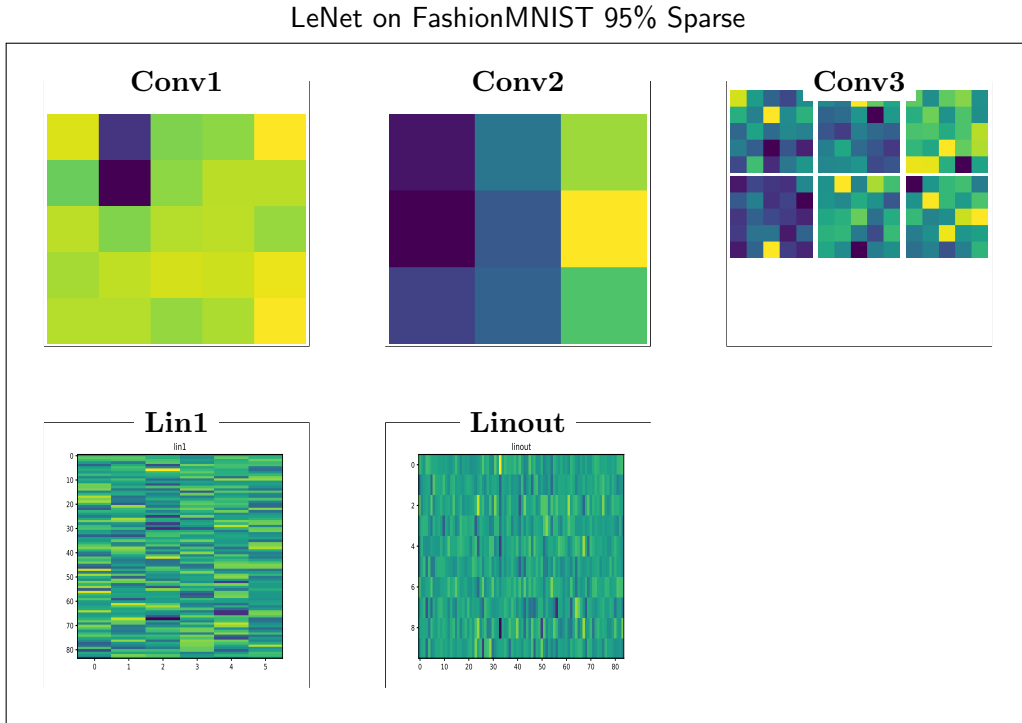 LeNet on FashionMNIST 95% Sparse
Conv1 Conv2 Conv3
Lin1 Linout
lin1
0
10
20
30
40
50
60
70
80
0 1 2 3 4 5
linout
0
2
4
6
8
0 10 20 30 40 50 60 70 80